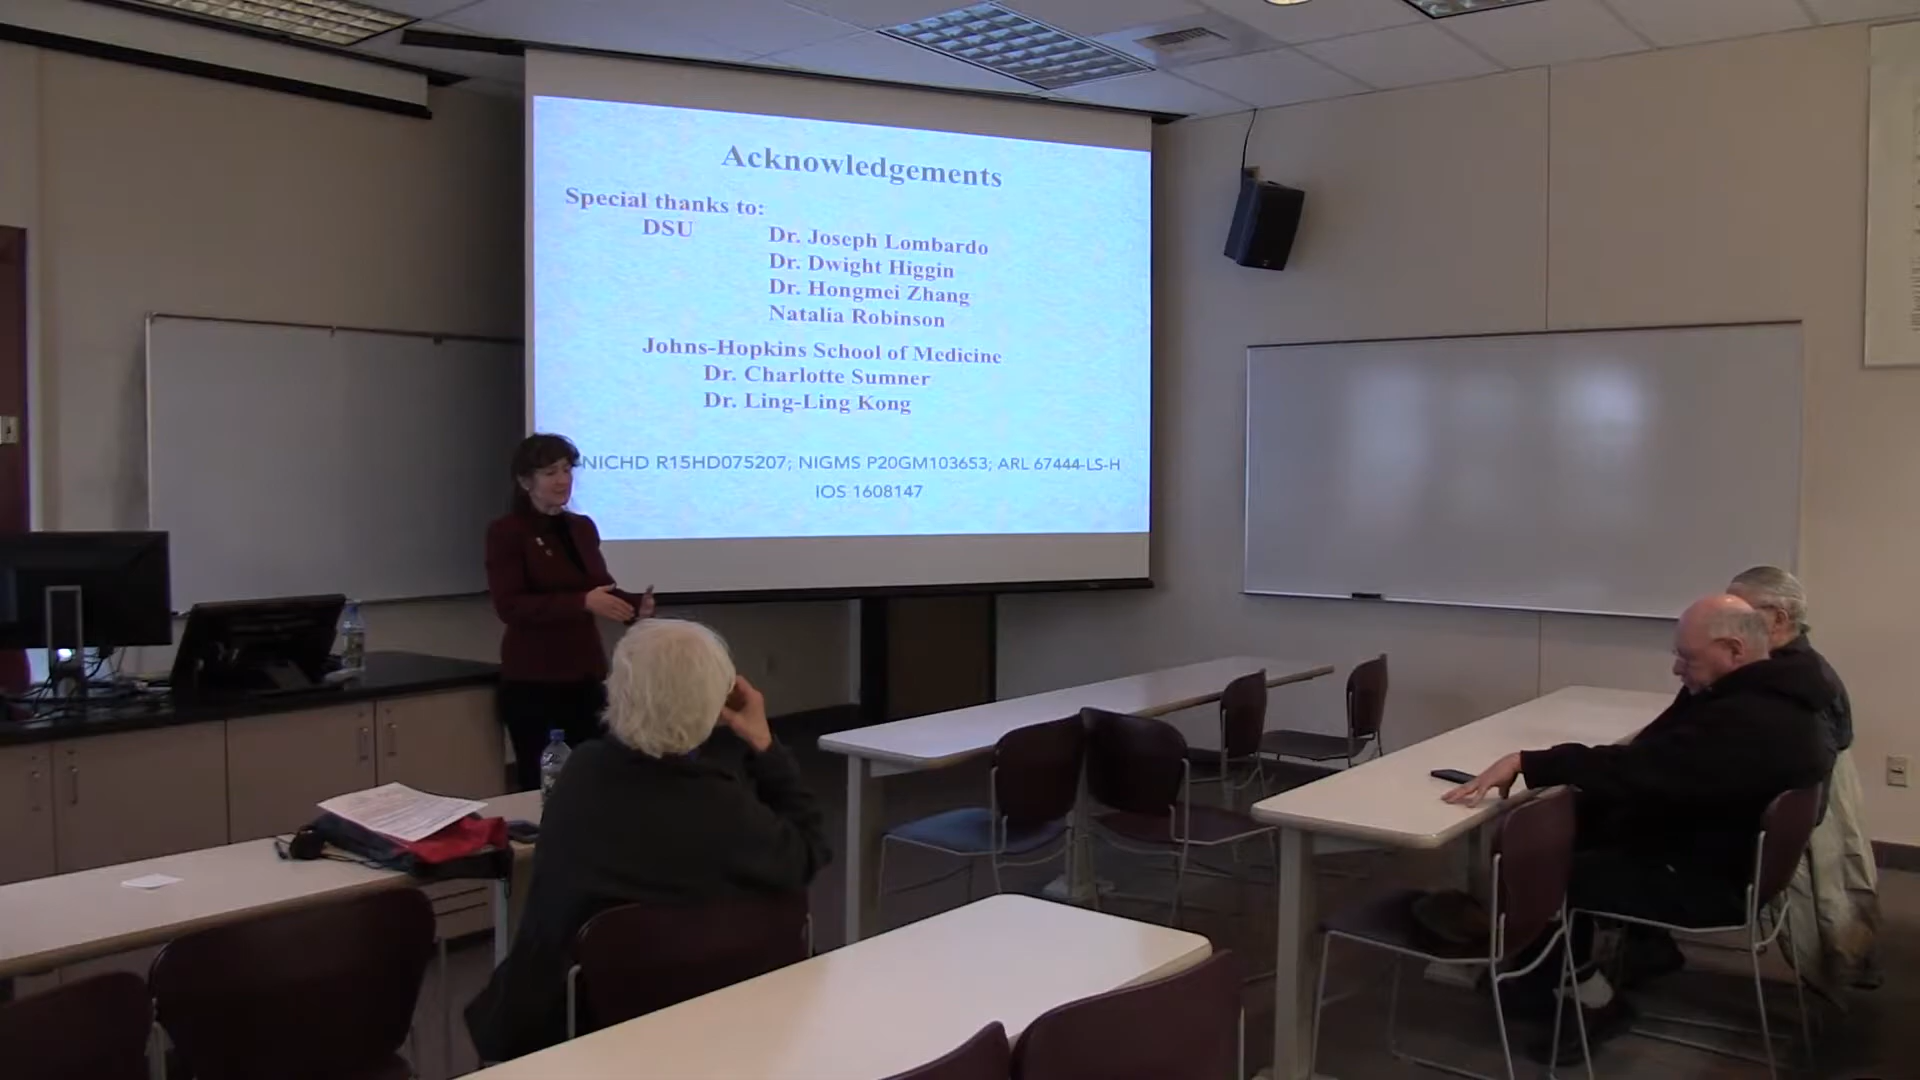 Acknowledgements
Special thanks to:
DSU
Dr. Joseph Lombardo
Dr. Dwight Higgin
Dr. Hongmei Zhang
Natalia Robinson
Johns-Hopkins School of Medicine
Dr. Charlotte Sumner
Dr. Ling-Ling Kong
NICHD R15HD075207; NIGMS P20GM103653; ARL 67444-LS-H
IOS 1608147